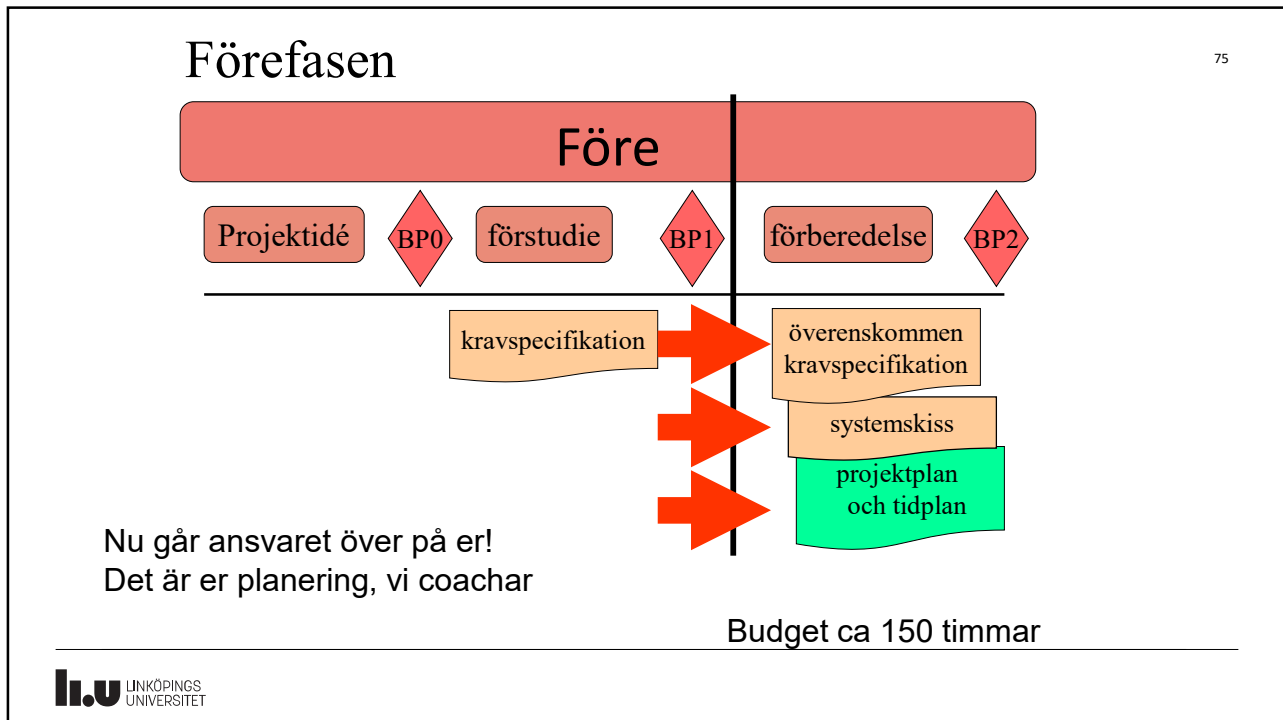 Förefasen
75
Före
Projektidé
BP0
förstudie
BP1
förberedelse
BP2
kravspecifikation
överenskommen
kravspecifikation
systemskiss
projektplan
och tidplan
Nu går ansvaret över på er!
Det är er planering, vi coachar
Budget ca 150 timmar
li.u LINKÖPINGS
UNIVERSITET